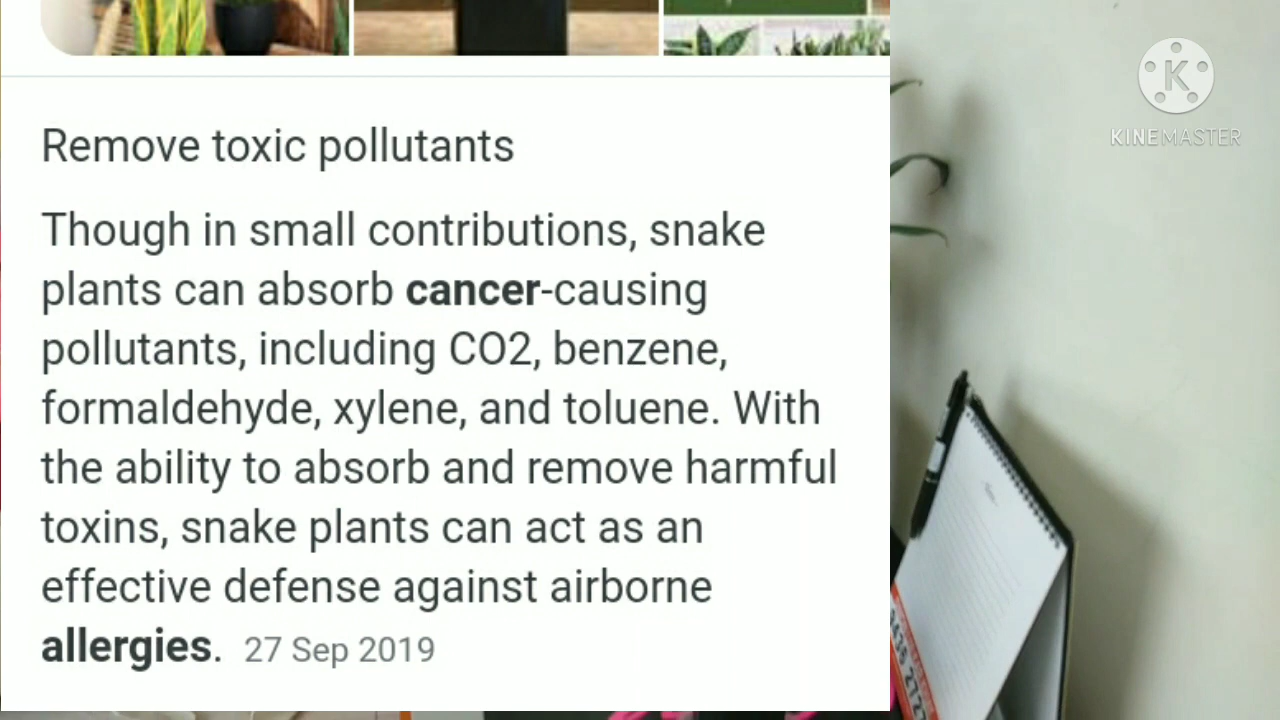 Remove toxic pollutants
Though in small contributions, snake
plants can absorb cancer-causing
pollutants, including CO2, benzene,
formaldehyde, xylene, and toluene. With
the ability to absorb and remove harmful
toxins, snake plants can act as an
effective defense against airborne
allergies. 27 Sep 2019
K
KINEMASTER